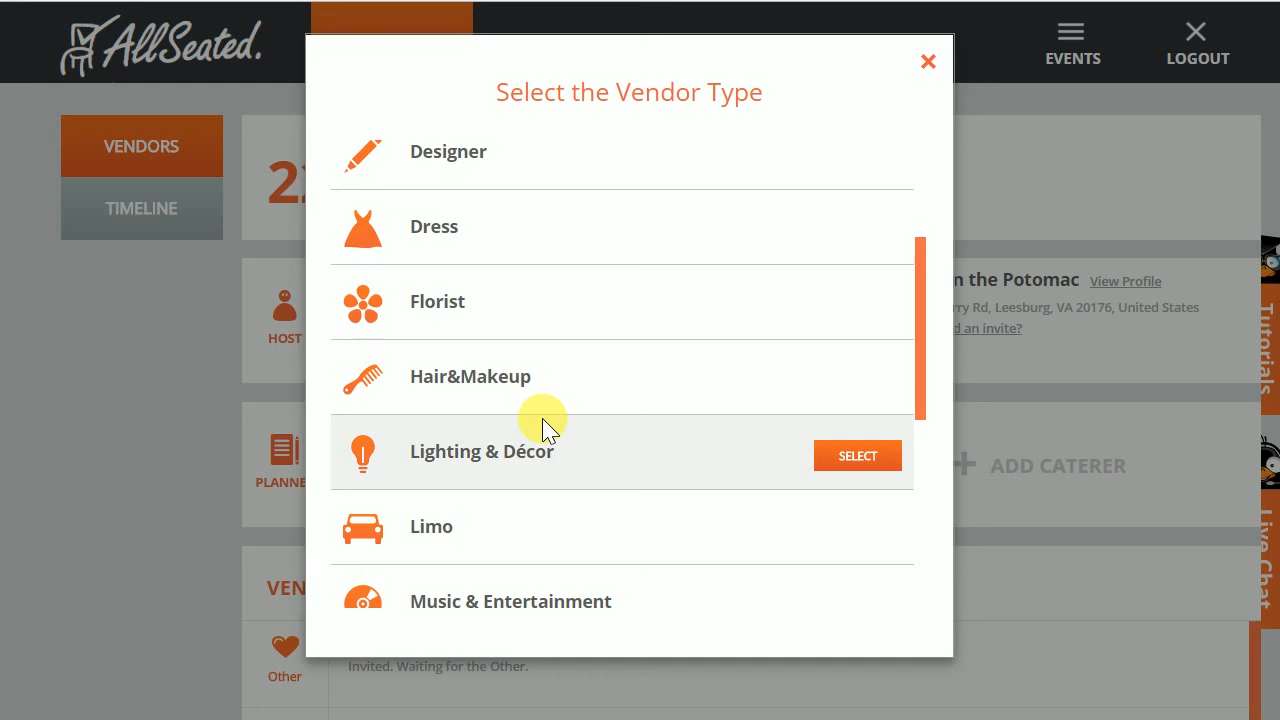 AllSeated.
EVENTS
LOGOUT
Select the Vendor Type
VENDORS
TIMELINE
Designer
Dress
Florist
Hair&Makeup
Lighting & Décor
SELECT
Limo
Music & Entertainment
HOST
n the Potomac View Profile
rry Rd, Leesburg, VA 20176, United States
d an invite?
Tutorials
PLANNE
ADD CATERER
Live Chat
VEN
Other
Invited. Waiting for the Other.